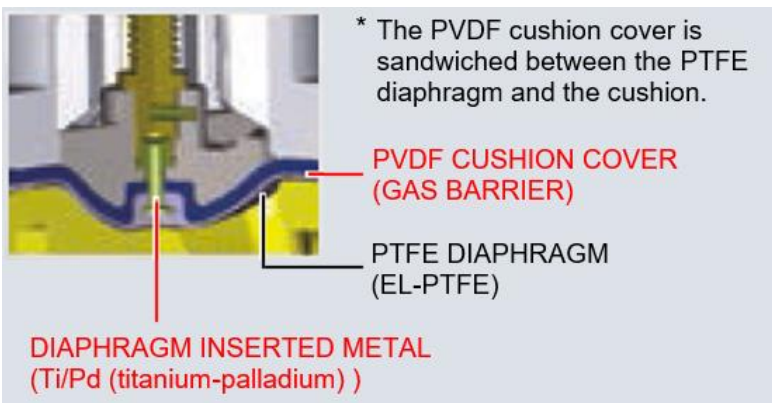 * The PVDF cushion cover is
sandwiched between the PTFE
diaphragm and the cushion.
PVDF CUSHION COVER
(GAS BARRIER)
PTFE DIAPHRAGM
(EL-PTFE)
DIAPHRAGM INSERTED METAL
(Ti/Pd (titanium-palladium) )